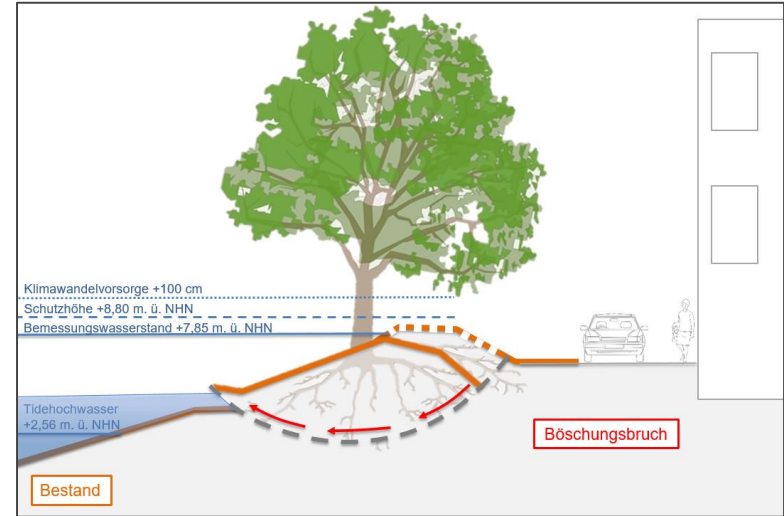 Klimawandelvorsorge +100 cm
Schutzhöhe +8,80 m. ü. NHN
Bemessungswasserstand +7,85 m. ü. NHN
Tidehochwasser
+2,56 m. ü. NHN
Böschungsbruch
Bestand